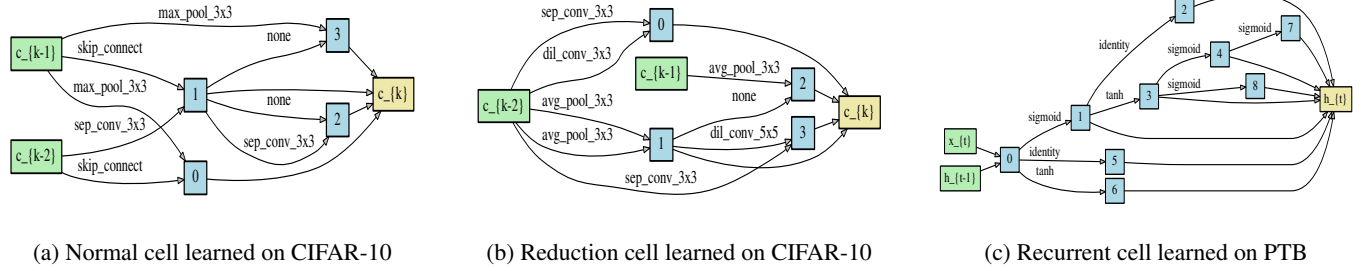 max_pool_3x3
skip_connect
none
3
c_{k-1}
max_pool_3x3
1
none
c_{k}
sep_conv_3x3
2
c_{k-2}
skip_connect
sep_conv_3x3
0
(a) Normal cell learned on CIFAR-10
sep_conv_3x3
0
dil_conv_3x3
c_{k-1}
avg_pool_3x3
2
c_{k-2}
avg_pool_3x3
none
c_{k}
avg_pool_3x3
1
dil_conv_5x5
3
sep_conv_3x3
(b) Reduction cell learned on CIFAR-10
2
identity
sigmoid
7
sigmoid
4
tanh
3
sigmoid
8
h_{t}
sigmoid
1
x_{t}
0
identity
5
h_{t-1}
tanh
6
(c) Recurrent cell learned on PTB